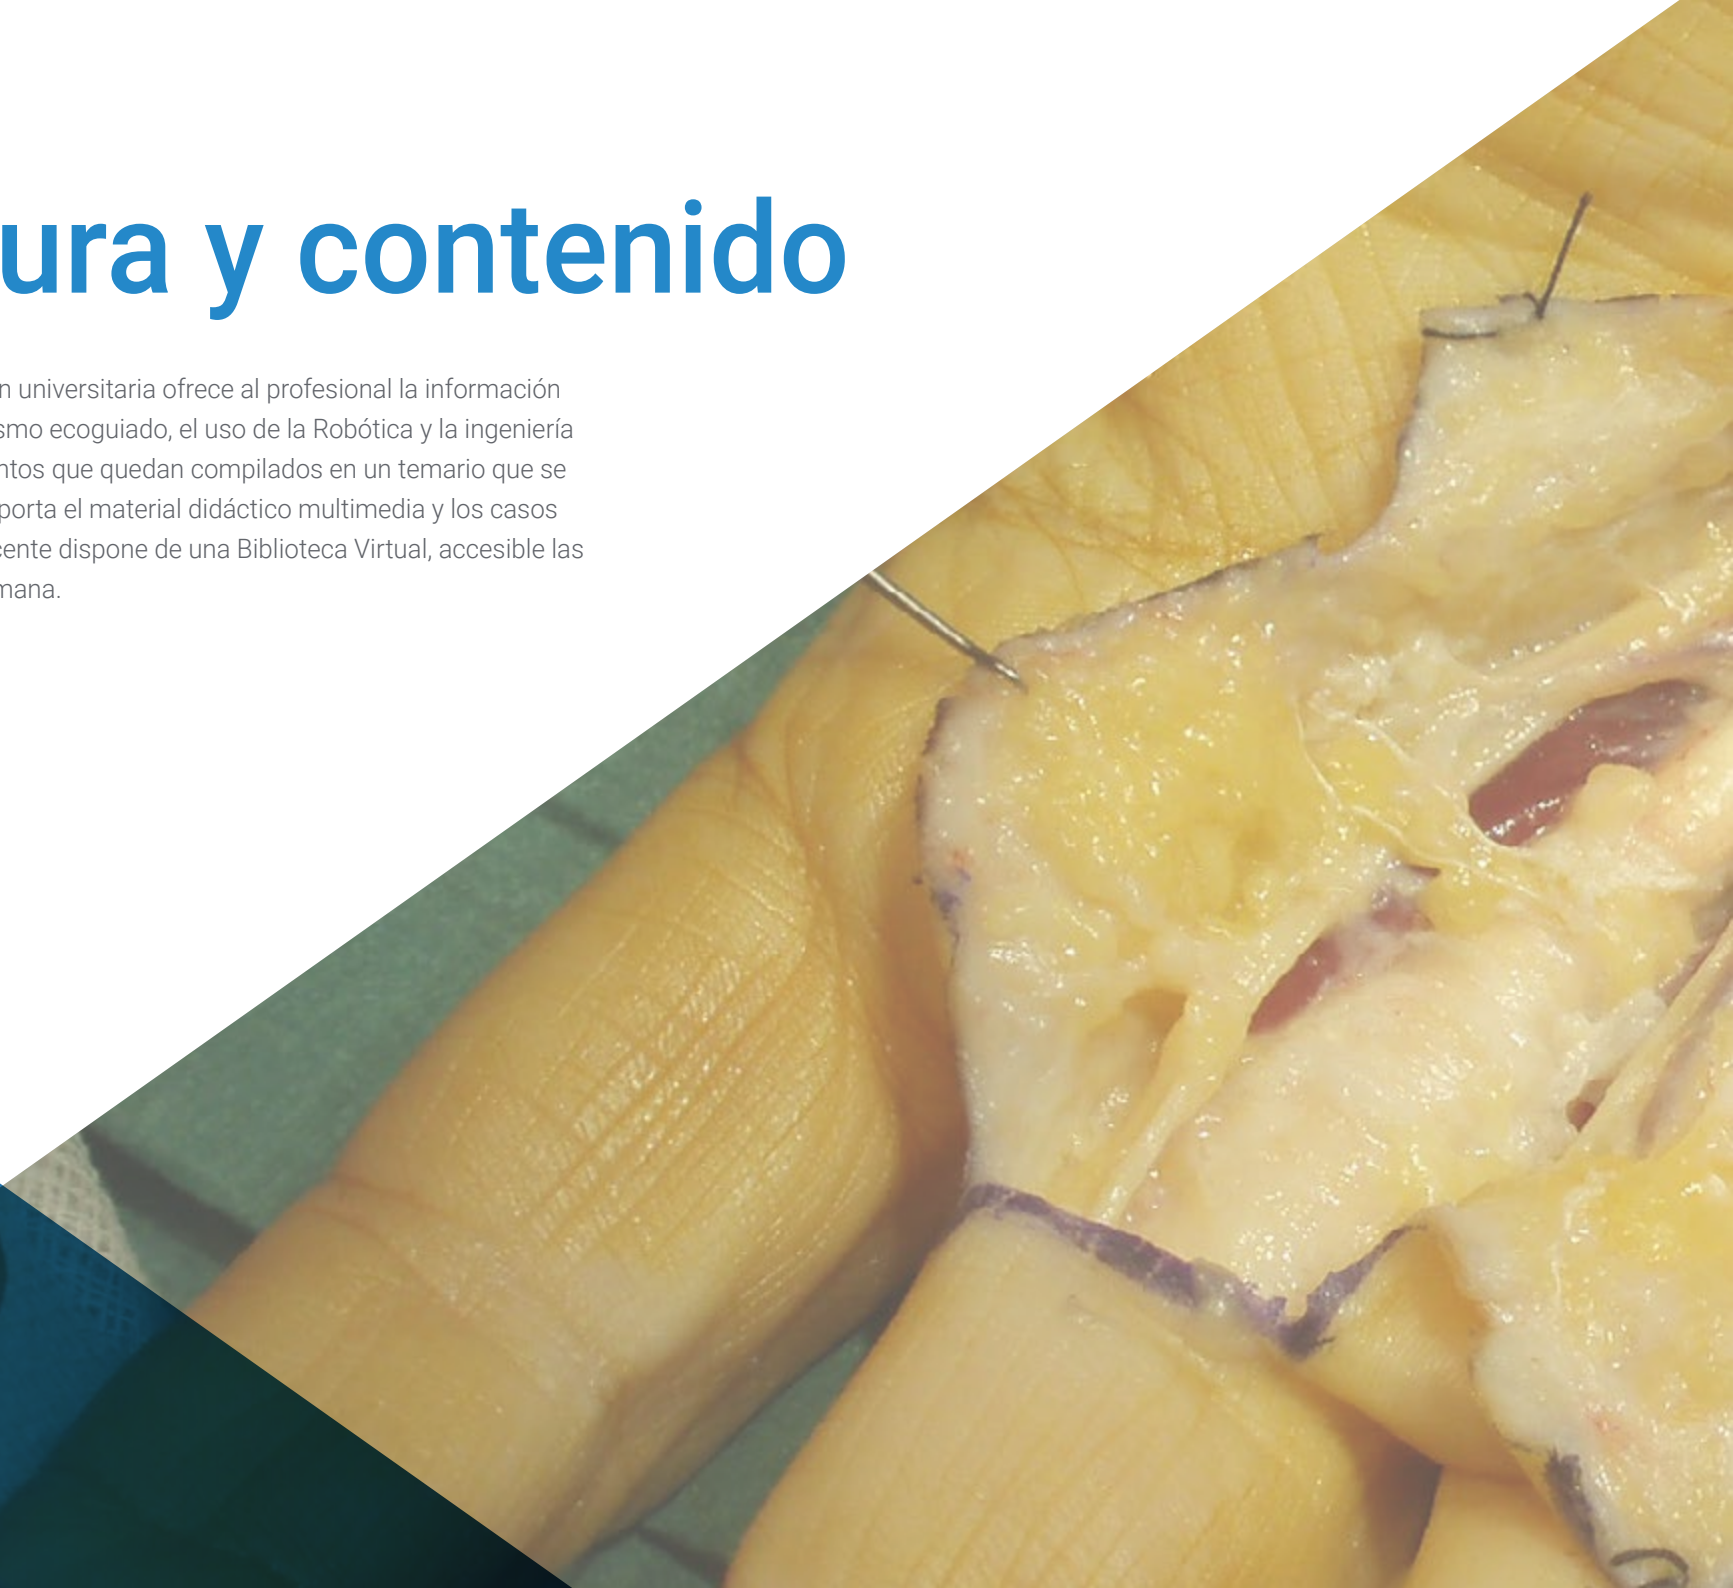 ura y contenido
n universitaria ofrece al profesional la información
smo ecoguiado, el uso de la Robótica y la ingeniería
ntos que quedan compilados en un temario que se
porta el material didáctico multimedia y los casos
cente dispone de una Biblioteca Virtual, accesible las
mana.